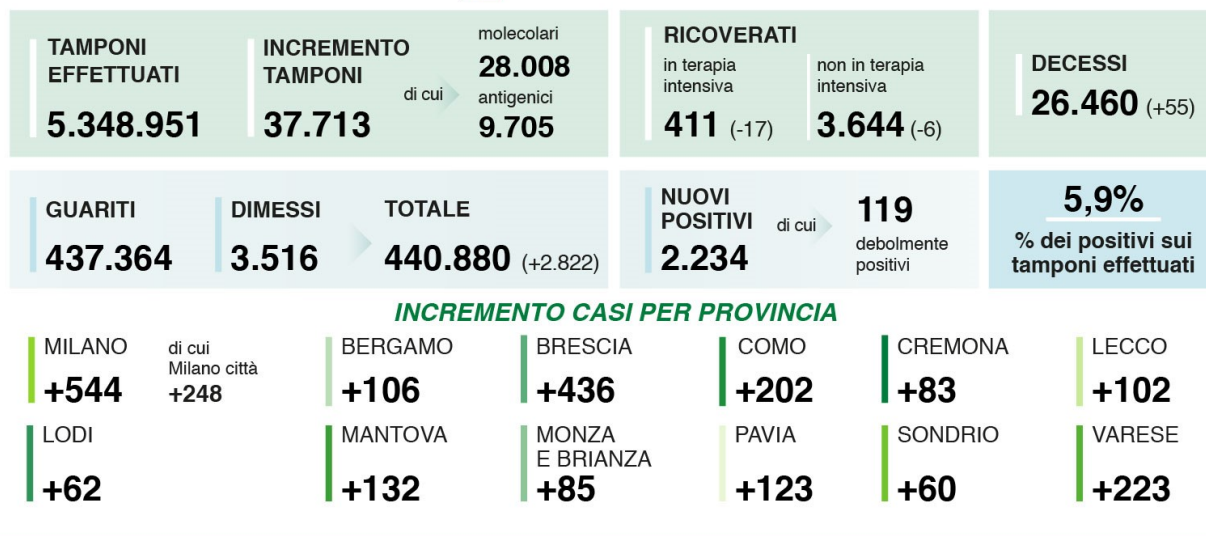 TAMPONI
EFFETTUATI
5.348.951
INCREMENTO
TAMPONI
37.713
di cui
molecolari
28.008
antigenici
9.705
RICOVERATI
in terapia
intensiva
411 (-17)
non in terapia
intensiva
3.644 (-6)
DECESSI
26.460 (+55)
GUARITI
437.364
DIMESSI
3.516
TOTALE
440.880 (+2.822)
NUOVI
POSITIVI
2.234
di cui
119
debolmente
positivi
5,9%
% dei positivi sui
tamponi effettuati
INCREMENTO CASI PER PROVINCIA
MILANO
+544
di cui
Milano città
+248
BERGAMO
+106
BRESCIA
+436
COMO
+202
CREMONA
+83
LECCO
+102
LODI
+62
MANTOVA
+132
MONZA
E BRIANZA
+85
PAVIA
+123
SONDRIO
+60
VARESE
+223